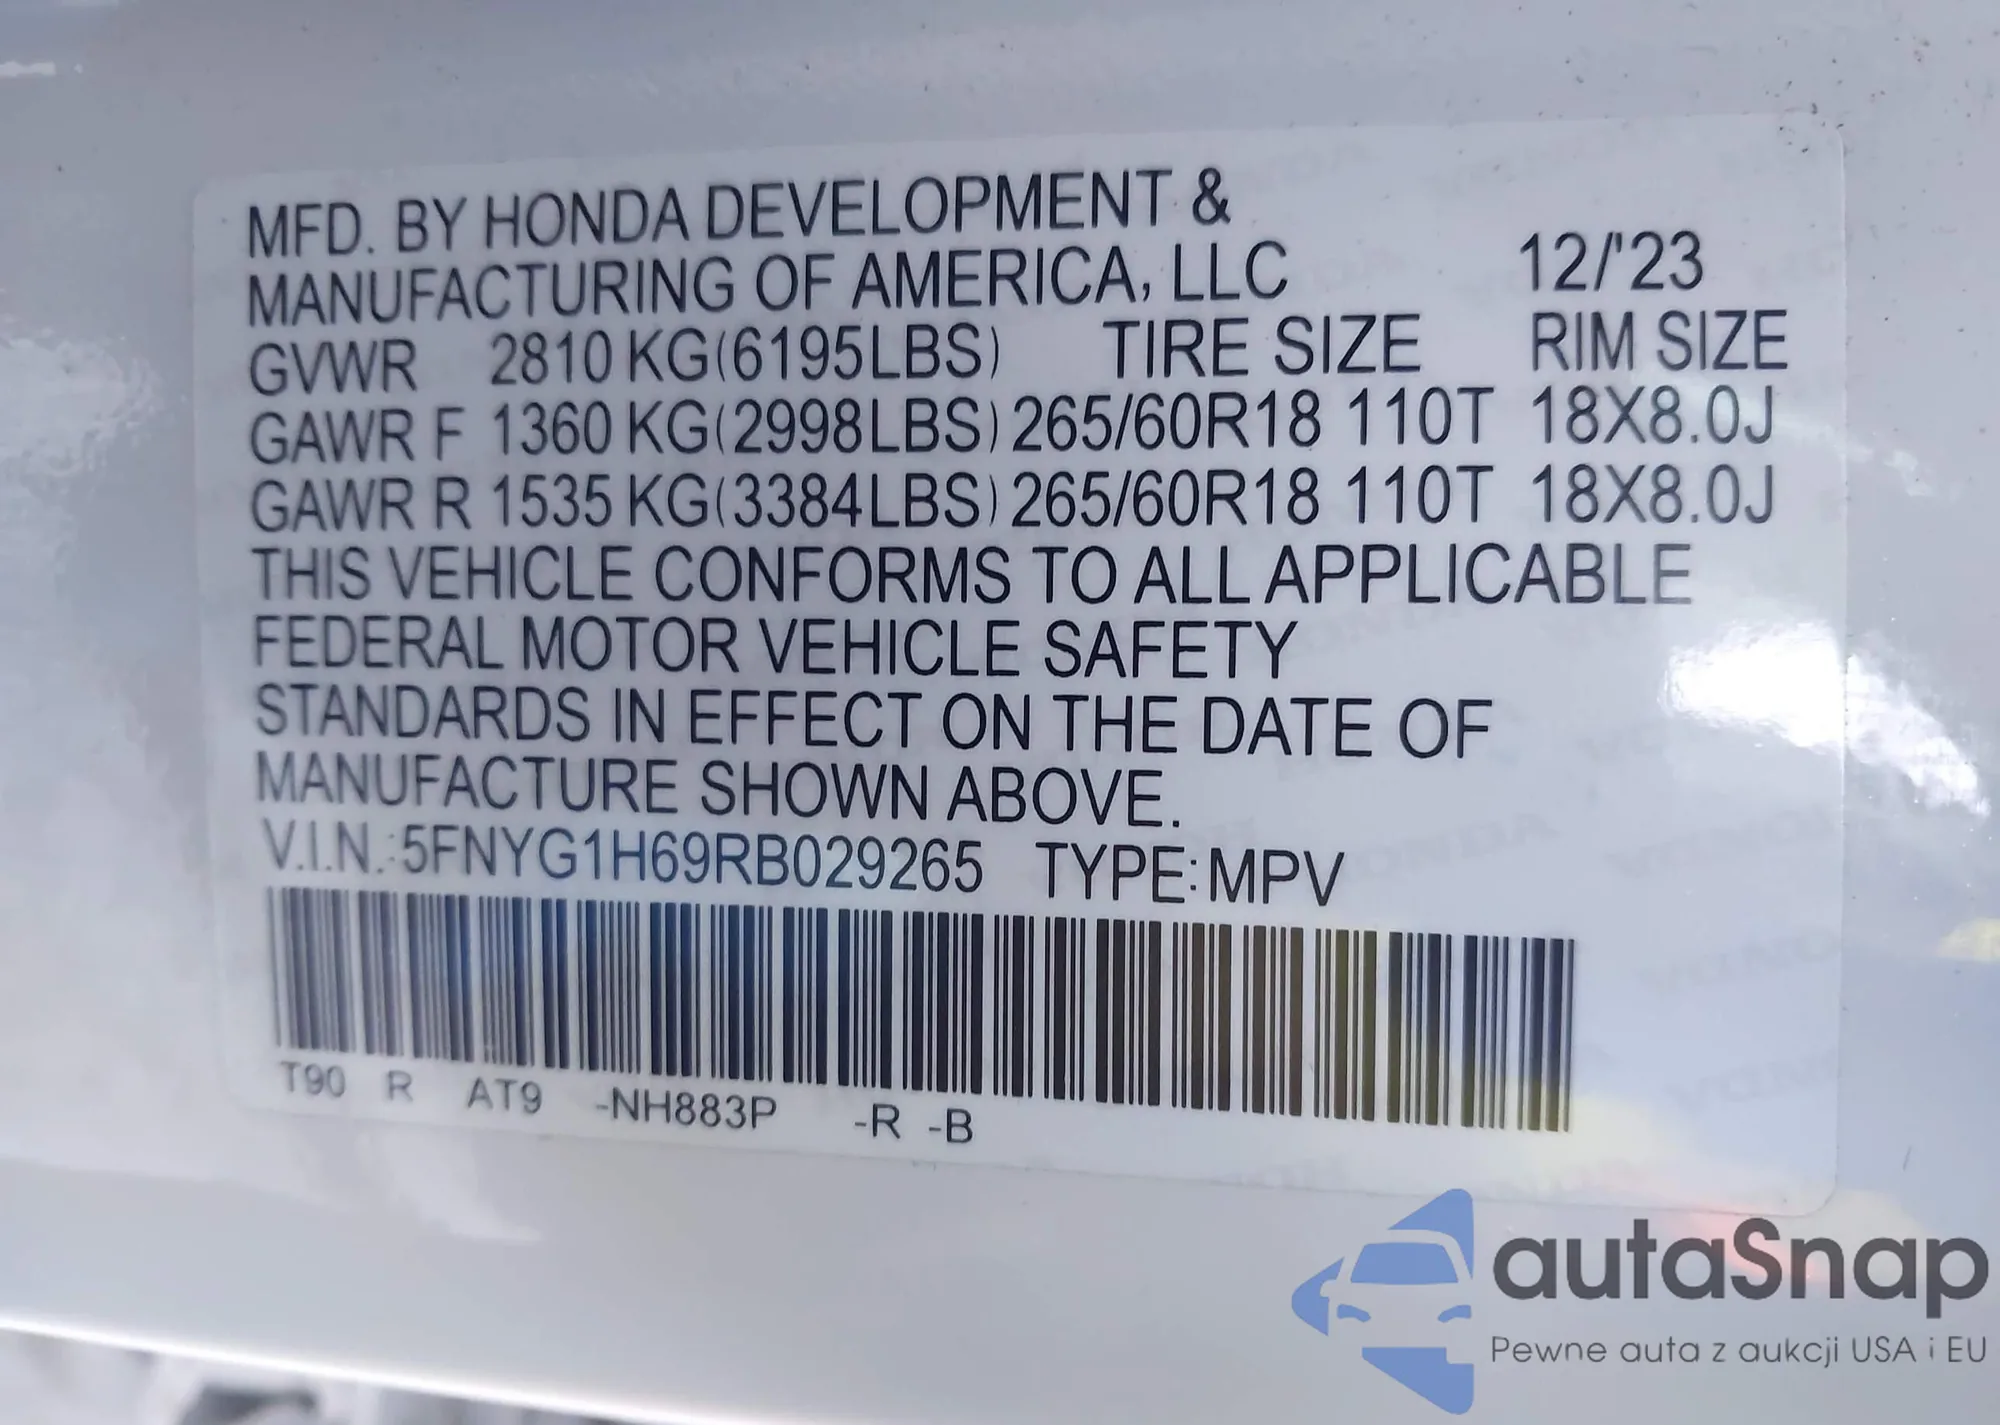 MFD. BY HONDA DEVELOPMENT &
MANUFACTURING OF AMERICA, LLC 12/'23
GVWR 2810 KG(6195LBS) TIRE SIZE RIM SIZE
GAWR F 1360 KG(2998LBS) 265/60R18 110T 18X8.0J
GAWR R 1535 KG(3384LBS) 265/60R18 110T 18X8.0J
THIS VEHICLE CONFORMS TO ALL APPLICABLE
FEDERAL MOTOR VEHICLE SAFETY
STANDARDS IN EFFECT ON THE DATE OF
MANUFACTURE SHOWN ABOVE.
V.I.N.:5FNYG1H69RB029265 TYPE:MPV
T90 R AT9 -NH883P -R -B
autaSnap
Pewne auta z aukcji USA i EU